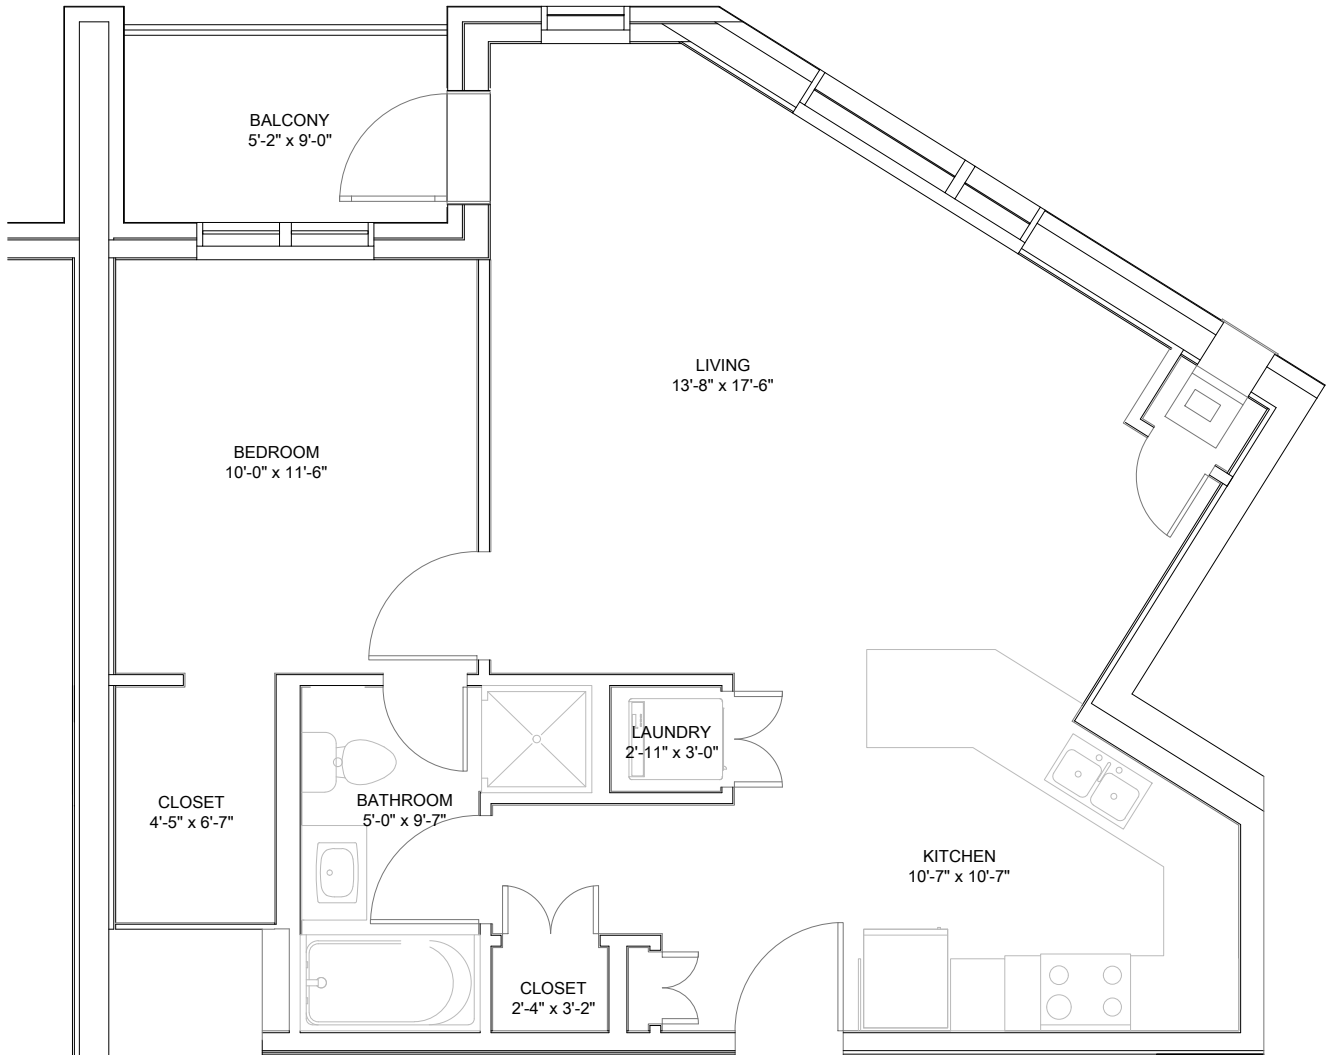 BALCONY
5'-2" x 9'-0"
LIVING
13'-8" x 17'-6"
BEDROOM
10'-0" x 11'-6"
LAUNDRY
2'-11" x 3'-0"
CLOSET
4'-5" x 6'-7"
BATHROOM
5'-0" x 9'-7"
KITCHEN
10'-7" x 10'-7"
CLOSET
2'-4" x 3'-2"